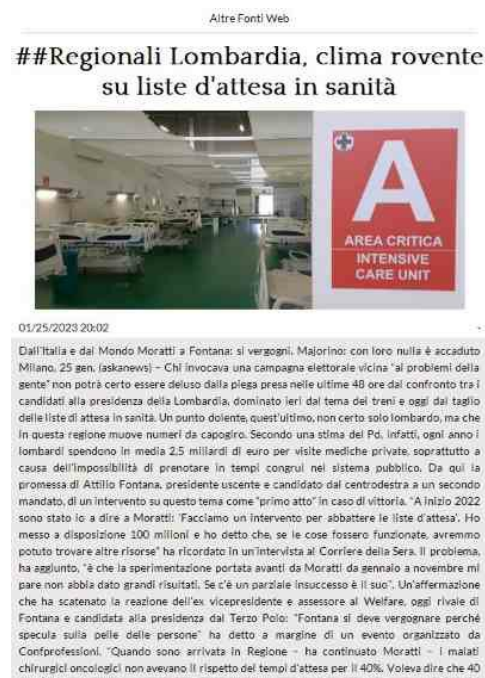 Altre Fonti Web
##Regionali Lombardia, clima rovente
su liste d'attesa in sanità
A
AREA CRITICA
INTENSIVE
CARE UNIT
01/25/2023 20:02
-
Dall'Italia e dal Mondo Moratti a Fontana: si vergogni. Majorino: con loro nulla è accaduto
Milano, 25 gen. (askanews) – Chi invocava una campagna elettorale vicina "ai problemi della
gente" non potrà certo essere deluso dalla piega presa nelle ultime 48 ore dal confronto tra i
candidati alla presidenza della Lombardia, dominato ieri dal tema dei treni e oggi dal taglio
delle liste di attesa in sanità. Un punto dolente, quest'ultimo, non certo solo lombardo, ma che
in questa regione muove numeri da capogiro. Secondo una stima del Pd, infatti, ogni anno i
lombardi spendono in media 2,5 miliardi di euro per visite mediche private, soprattutto a
causa dell'impossibilità di prenotare in tempi congrui nel sistema pubblico. Da qui la
promessa di Attilio Fontana, presidente uscente e candidato dal centrodestra a un secondo
mandato, di un intervento su questo tema come "primo atto" in caso di vittoria. "A inizio 2022
sono stato io a dire a Moratti: 'Facciamo un intervento per abbattere le liste d'attesa'. Ho
messo a disposizione 100 milioni e ho detto che, se le cose fossero funzionate, avremmo
potuto trovare altre risorse" ha ricordato in un'intervista al Corriere della Sera. Il problema,
ha aggiunto, "è che la sperimentazione portata avanti da Moratti da gennaio a novembre mi
pare non abbia dato grandi risultati. Se c'è un parziale insuccesso è il suo". Un'affermazione
che ha scatenato la reazione dell'ex vicepresidente e assessore al Welfare, oggi rivale di
Fontana e candidata alla presidenza dal Terzo Polo: "Fontana si deve vergognare perché
specula sulla pelle delle persone" ha detto a margine di un evento organizzato da
Confprofessioni. "Quando sono arrivata in Regione – ha continuato Moratti – i malati
chirurgici oncologici non avevano il rispetto dei tempi d'attesa per il 40%. Voleva dire che 40